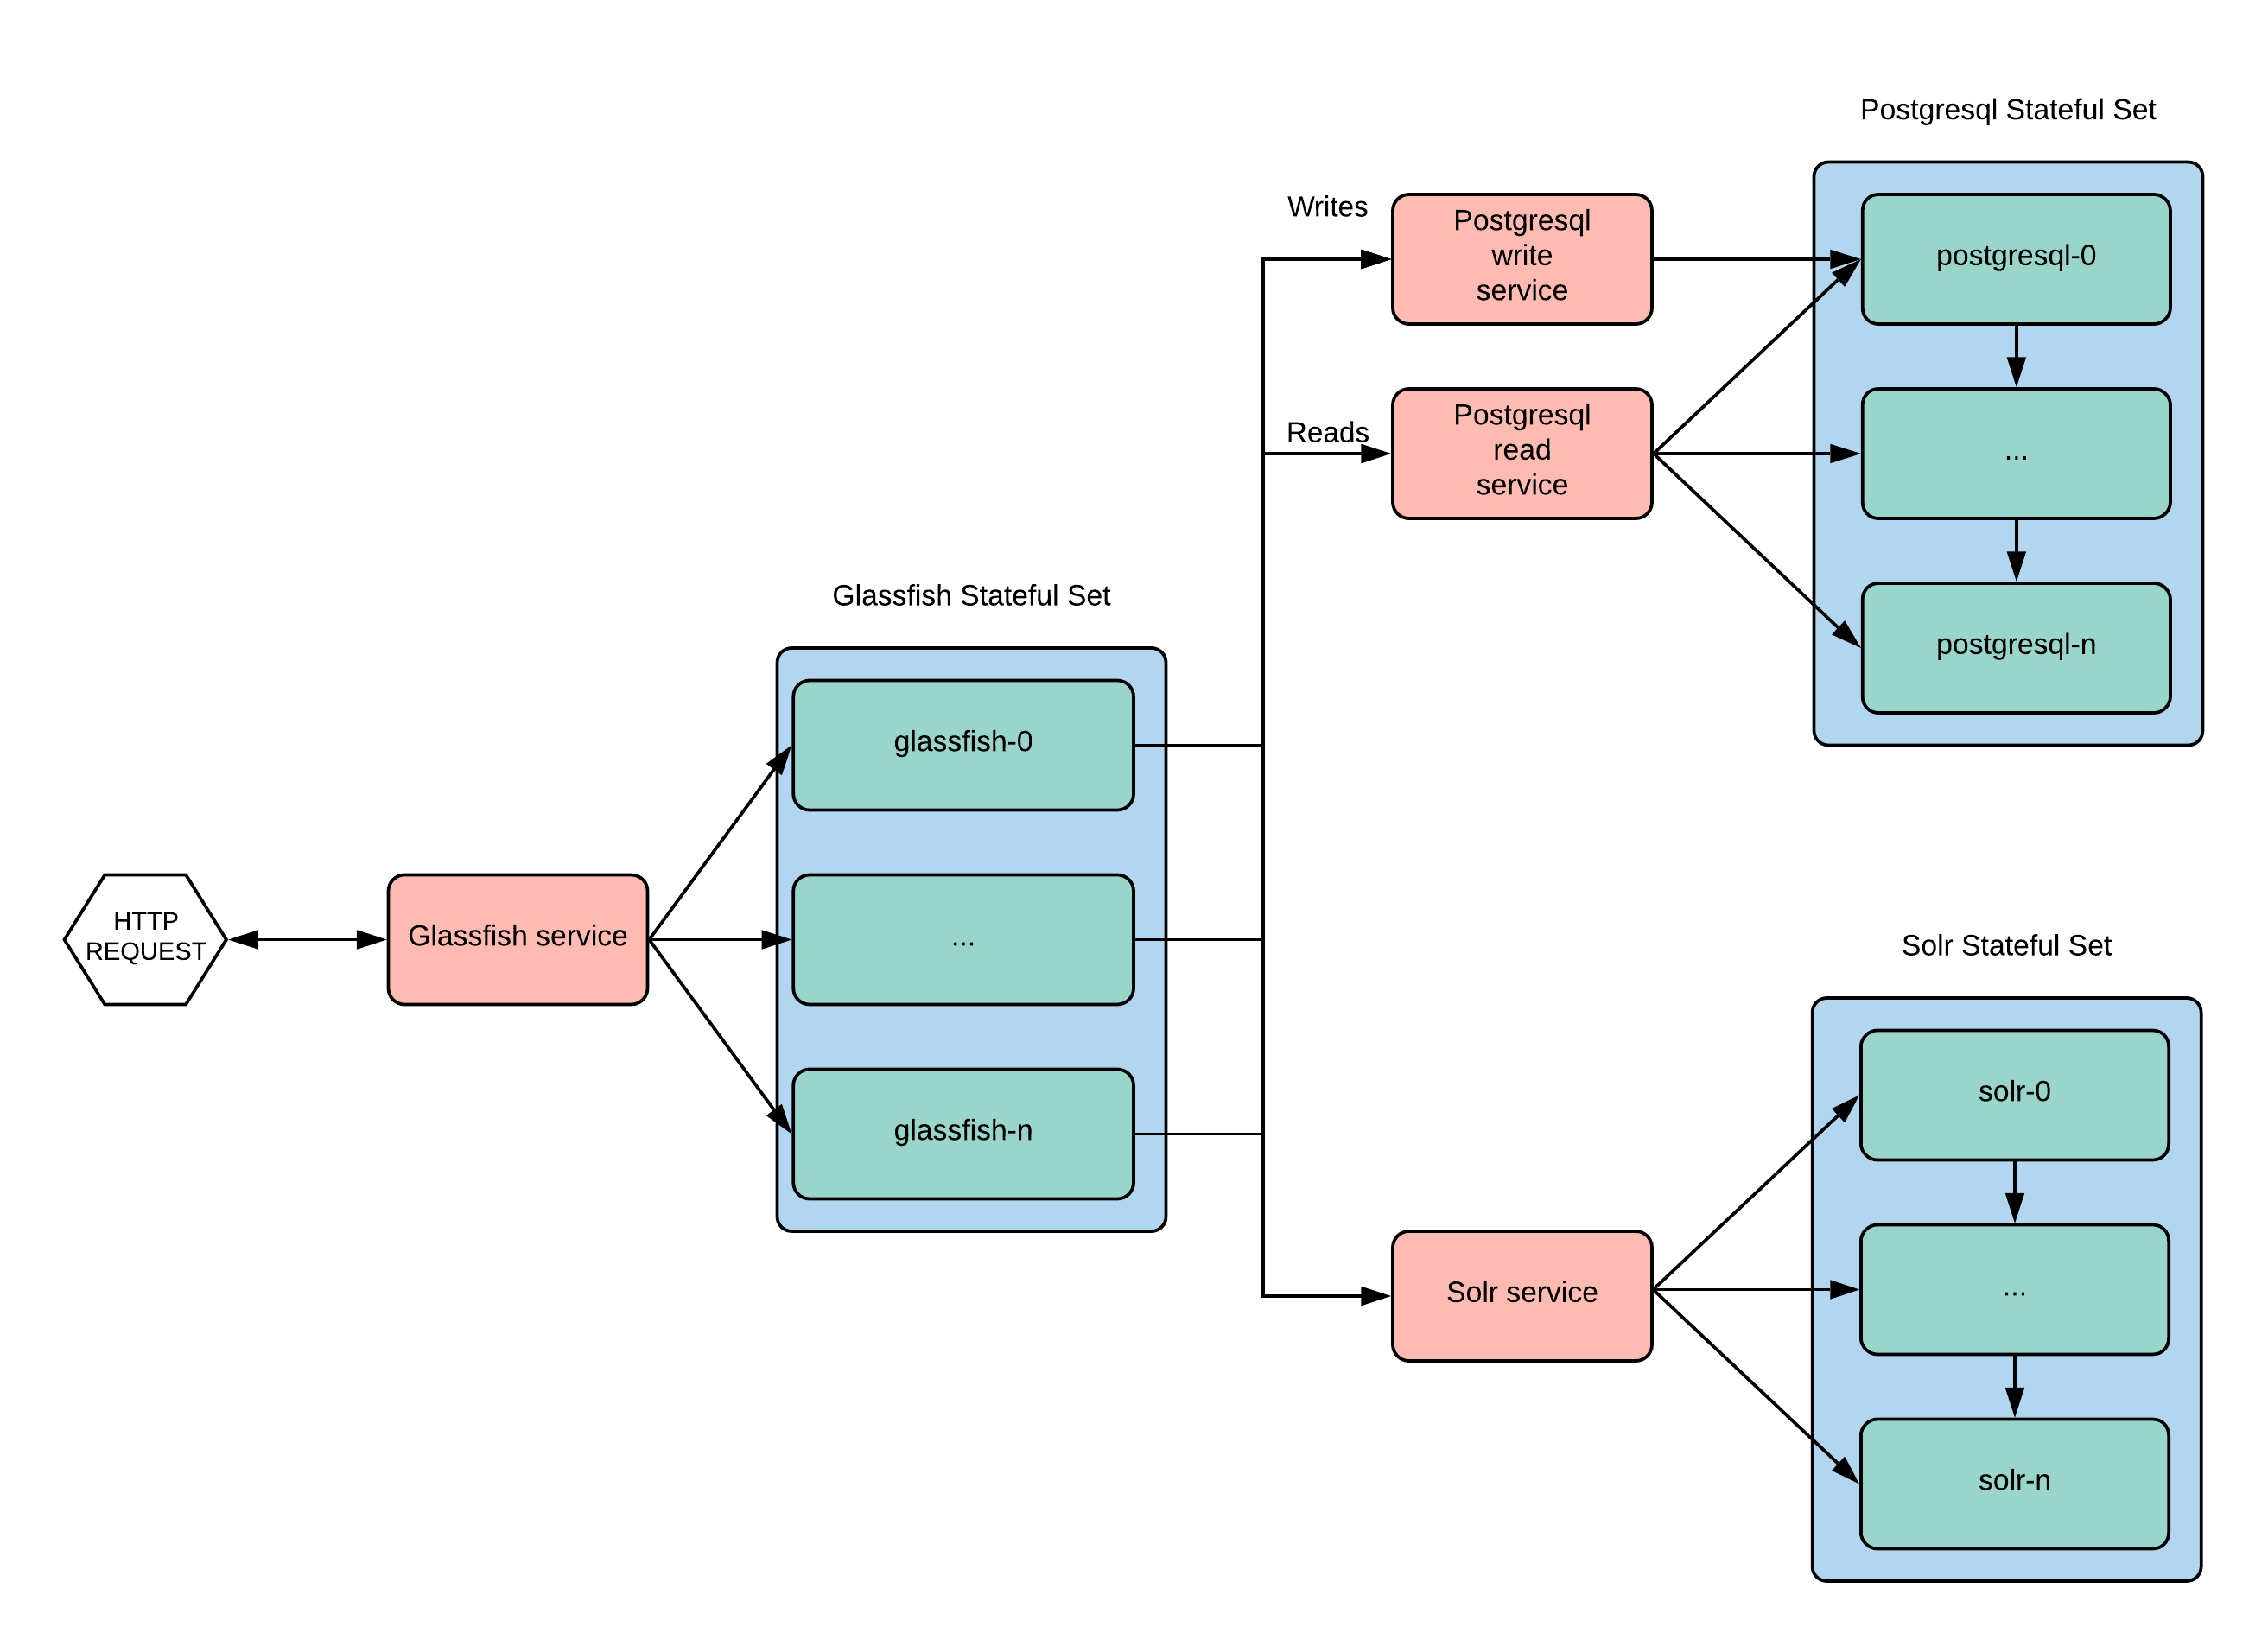 Postgresql Stateful Set
Writes
Postgresql
write
service
postgresql-0
Reads
Postgresql
read
service
...
postgresql-n
Glassfish Stateful Set
glassfish-0
HTTP
REQUEST
Glassfish service
...
glassfish-n
Solr Stateful Set
solr-0
Solr service
...
solr-n